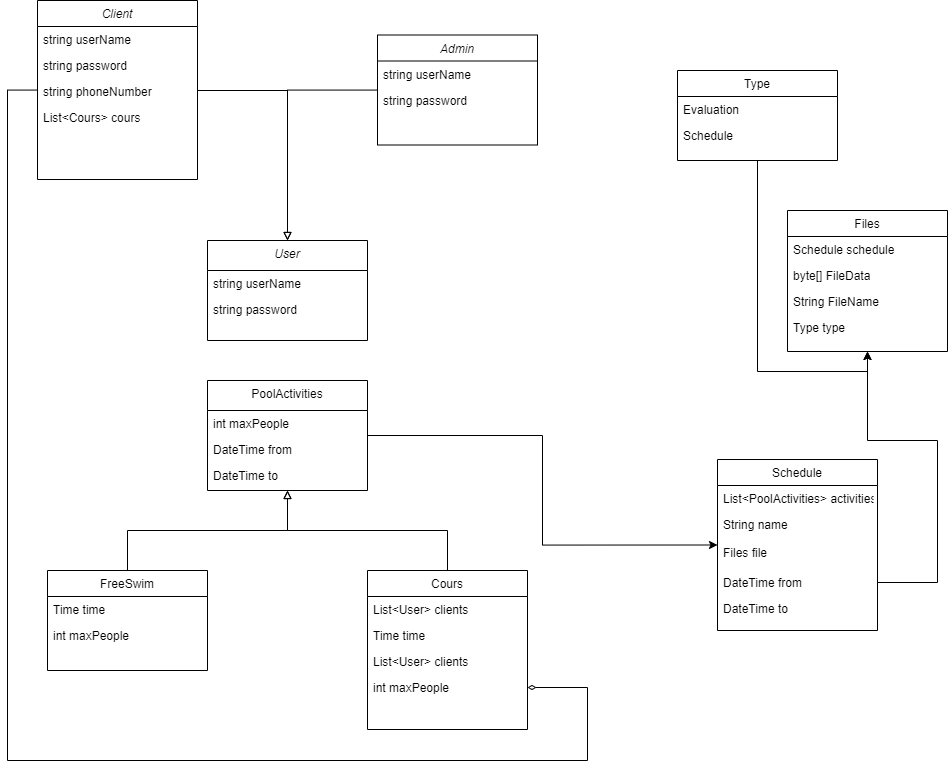 Client
string userName
string password
string phoneNumber
List<Cours> cours
Admin
string userName
string password
Type
Evaluation
Schedule
Files
Schedule schedule
byte[] FileData
String FileName
Type type
User
string userName
string password
PoolActivities
int maxPeople
DateTime from
DateTime to
Schedule
List<PoolActivities> activities
String name
Files file
DateTime from
DateTime to
FreeSwim
Time time
int maxPeople
Cours
List<User> clients
Time time
List<User> clients
int maxPeople